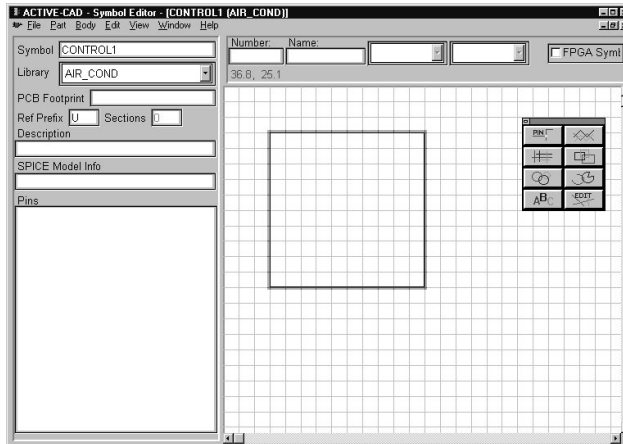 ACTIVE-CAD - Symbol Editor - [CONTROL1 (AIR_COND)]
File Part Body Edit View Window Help
Symbol CONTROL1
Library AIR_COND
PCB Footprint
Ref Prefix U Sections 0
Description
SPICE Model Info
Pins
Number: Name:
FPGA Symb
36.8, 25.1
PIN
ABC
EDIT